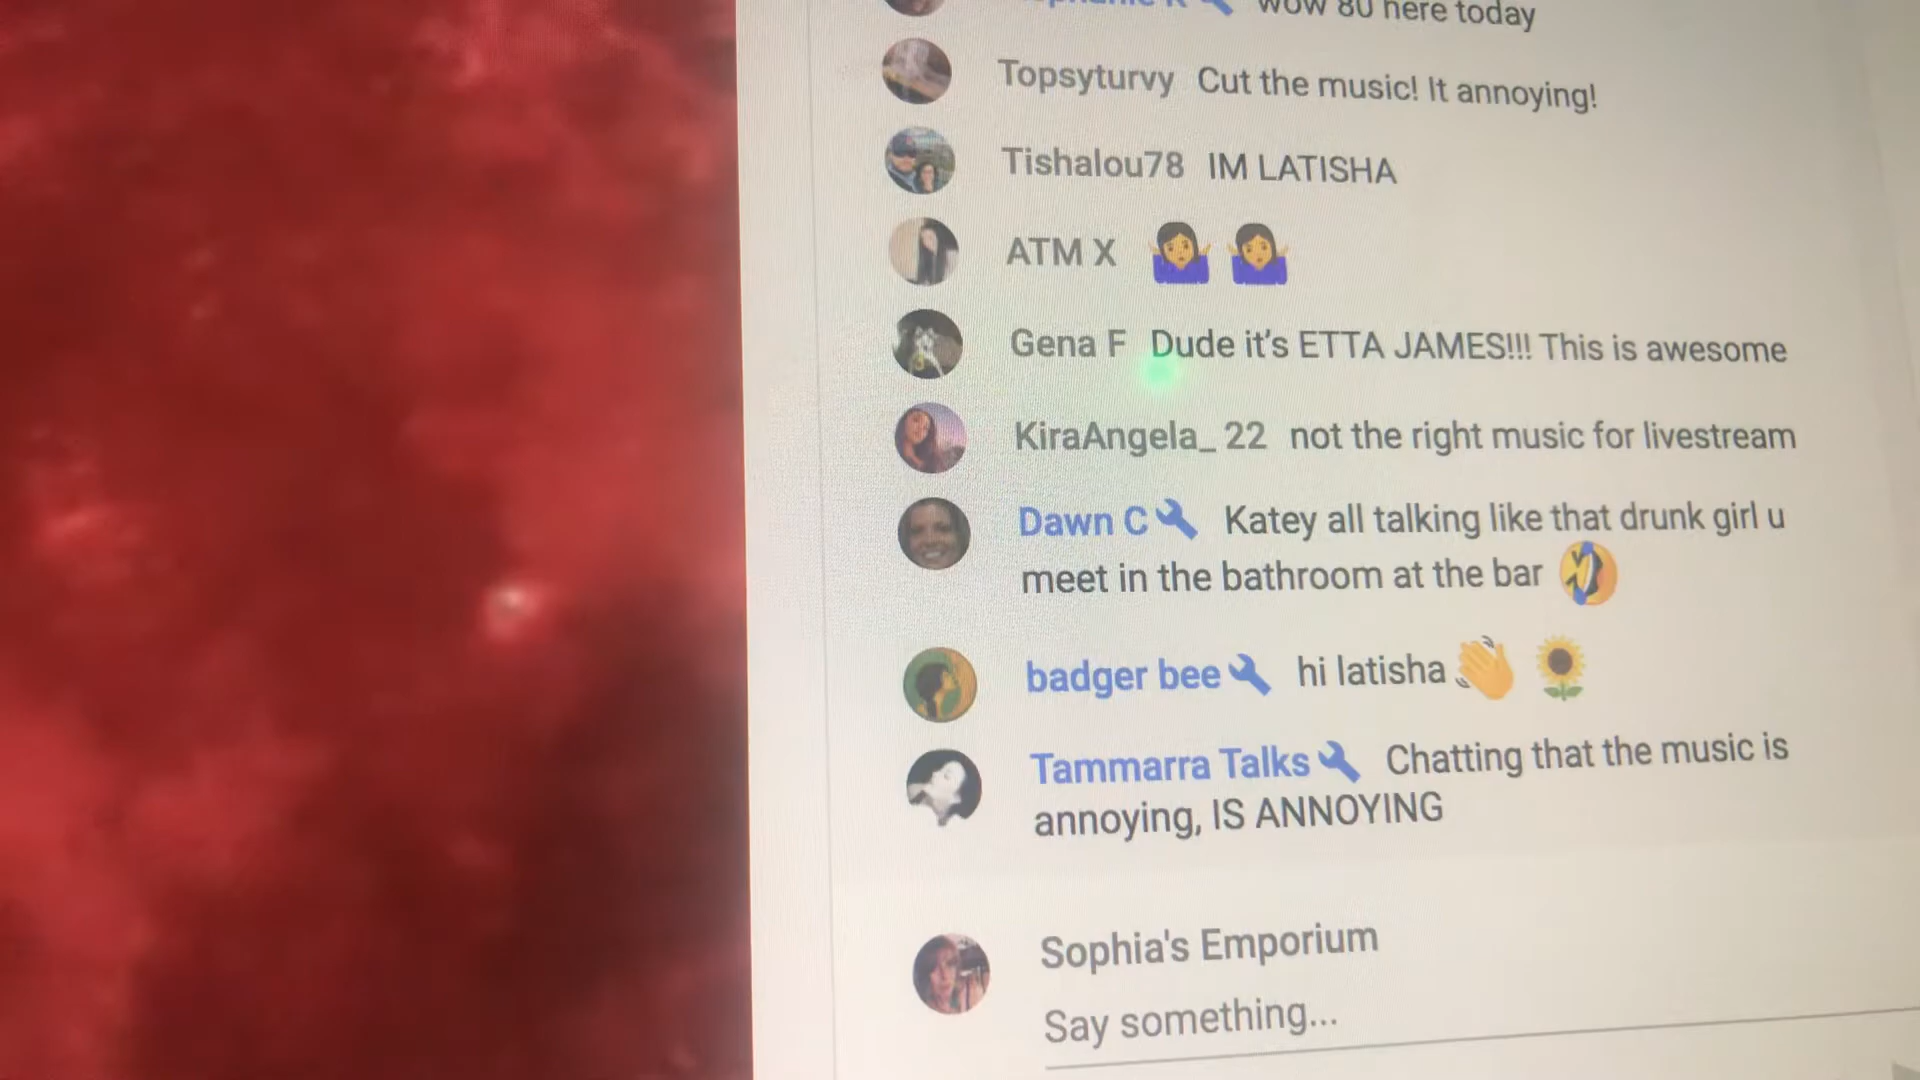 wow 80 here today
Topsyturvy Cut the music! It annoying!
Tishalou78 IM LATISHA
ATM X 🤷‍♀️ 🤷‍♀️
Gena F Dude it's ETTA JAMES!!! This is awesome
KiraAngela_ 22 not the right music for livestream
Dawn C Katey all talking like that drunk girl u
meet in the bathroom at the bar 🤣
badger bee hi latisha 👋 🌻
Tammarra Talks Chatting that the music is
annoying, IS ANNOYING
Sophia's Emporium
Say something...